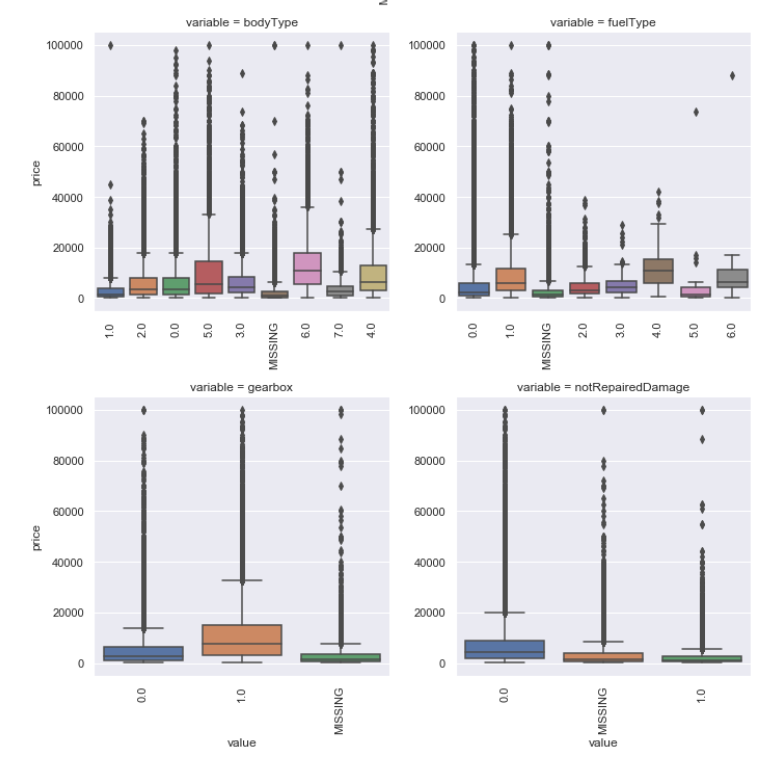 variable = bodyType
variable = fuelType
price
100000
80000
60000
40000
20000
0
100000
80000
60000
40000
20000
0
1.0 2.0 0.0 5.0 3.0 MISSING 6.0 7.0 4.0
0.0 1.0 MISSING 2.0 3.0 4.0 5.0 6.0
variable = gearbox
variable = notRepairedDamage
price
100000
80000
60000
40000
20000
0
100000
80000
60000
40000
20000
0
0.0 1.0 MISSING
0.0 MISSING 1.0
value
value